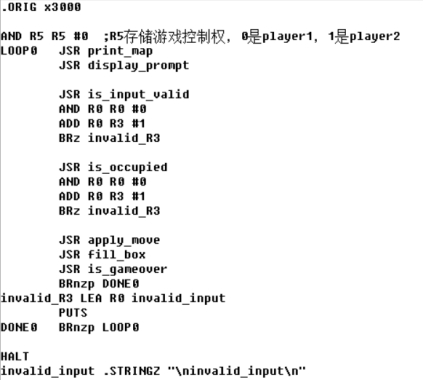 .ORIG x3000
AND R5 R5 #0  ;R5存储游戏控制权，0是player1，1是player2
LOOP0   JSR print_map
        JSR display_prompt
        JSR is_input_valid
        AND R0 R0 #0
        ADD R0 R3 #1
        BRz invalid_R3
        JSR is_occupied
        AND R0 R0 #0
        ADD R0 R3 #1
        BRz invalid_R3
        JSR apply_move
        JSR fill_box
        JSR is_gameover
        BRnzp DONE0
invalid_R3 LEA R0 invalid_input
        PUTS
DONE0   BRnzp LOOP0
HALT
invalid_input .STRINGZ "\ninvalid_input\n"